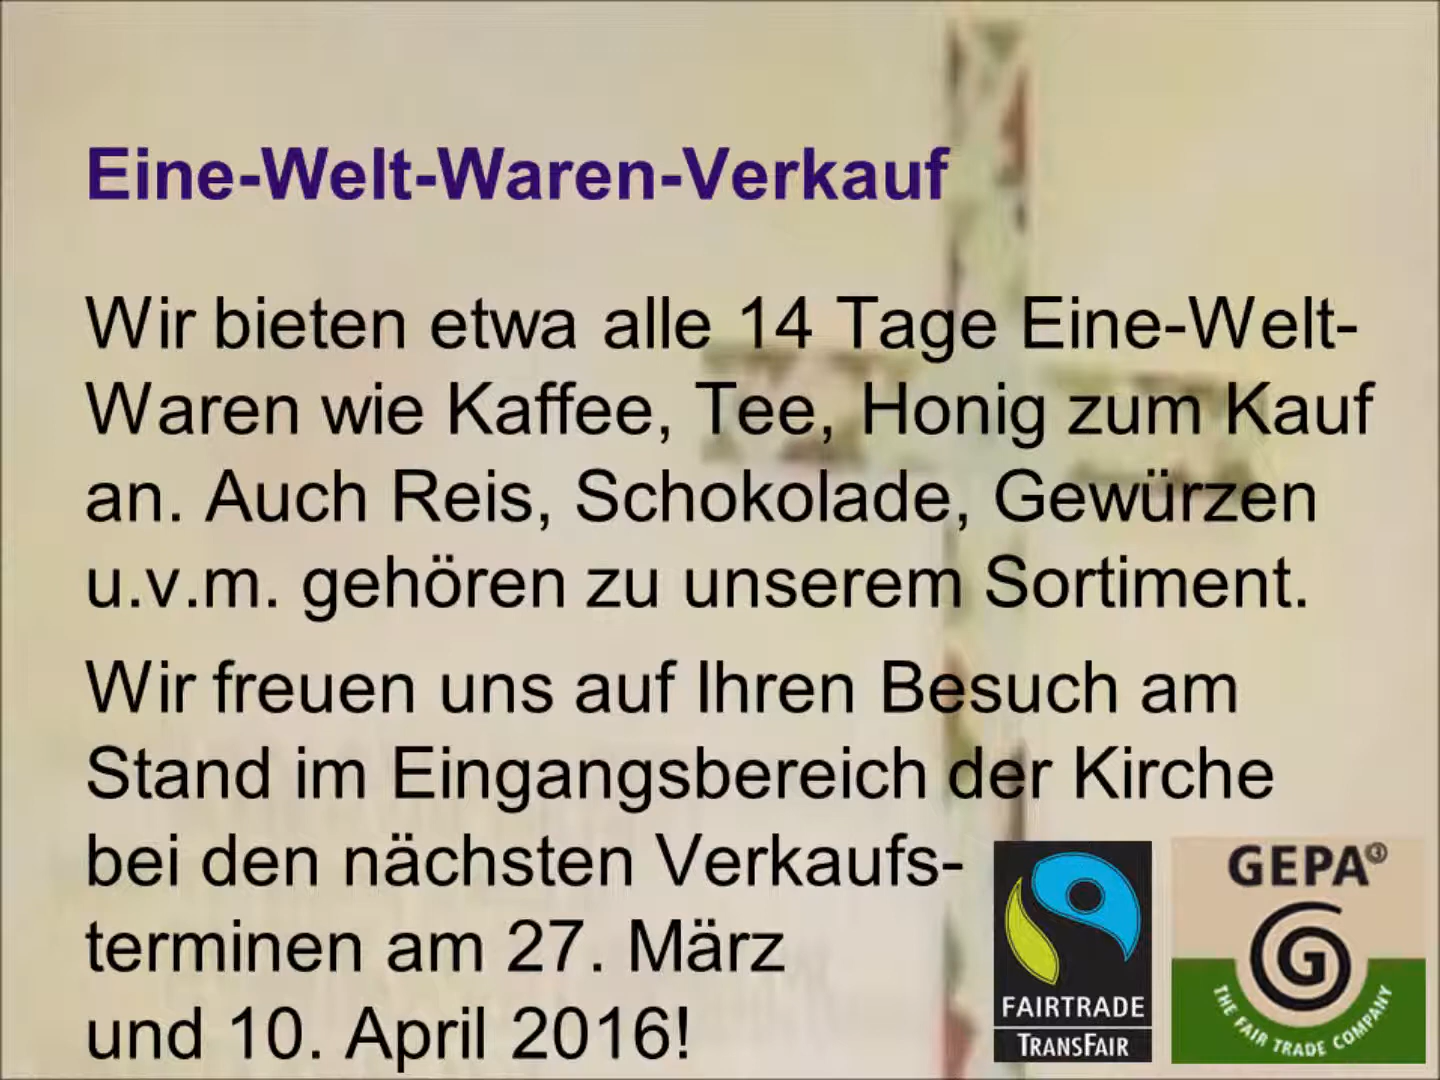 Eine-Welt-Waren-Verkauf
Wir bieten etwa alle 14 Tage Eine-Welt-
Waren wie Kaffee, Tee, Honig zum Kauf
an. Auch Reis, Schokolade, Gewürzen
u.v.m. gehören zu unserem Sortiment.
Wir freuen uns auf Ihren Besuch am
Stand im Eingangsbereich der Kirche
bei den nächsten Verkaufs-
terminen am 27. März
und 10. April 2016!
FAIRTRADE
TRANSFAIR
GEPA³
G
THE FAIR TRADE COMPANY